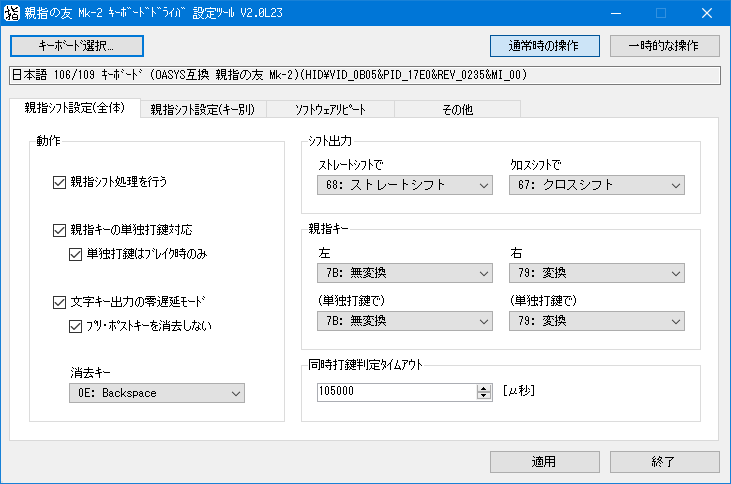 指 親指の友 Mk-2 ｷｰﾎﾞｰﾄﾞﾄﾞﾗｲﾊﾞ 設定ﾂｰﾙ V2.0L23
ｷｰﾎﾞｰﾄﾞ選択...
通常時の操作
一時的な操作
日本語 106/109 ｷｰﾎﾞｰﾄﾞ (OASYS互換 親指の友 Mk-2)(HID¥VID_0B05&PID_17E0&REV_0235&MI_00)
親指ｼﾌﾄ設定(全体)
親指ｼﾌﾄ設定(キー別)
ｿﾌﾄｳｪｱﾘﾋﾟｰﾄ
その他
動作
親指ｼﾌﾄ処理を行う
親指キーの単独打鍵対応
単独打鍵はﾌﾞﾚｲｸ時のみ
文字キー出力の零遅延ﾓｰﾄﾞ
ﾌﾟﾘ･ﾎﾟｽﾄキーを消去しない
消去キー
0E: Backspace
ｼﾌﾄ出力
ｽﾄﾚｰﾄｼﾌﾄで
68: ストレートシフト
ｸﾛｽｼﾌﾄで
67: クロスシフト
親指キー
左
7B: 無変換
右
79: 変換
(単独打鍵で)
7B: 無変換
(単独打鍵で)
79: 変換
同時打鍵判定ﾀｲﾑｱｳﾄ
105000
[μ秒]
適用
終了